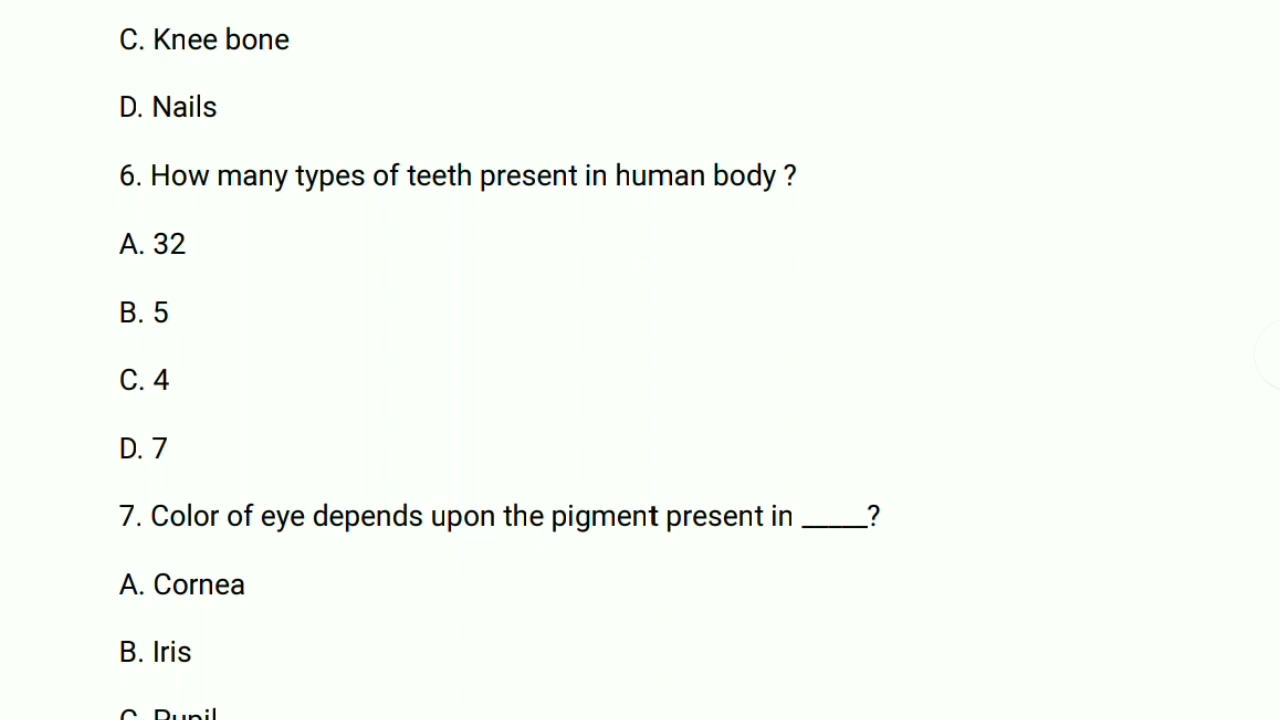 C. Knee bone
D. Nails
6. How many types of teeth present in human body ?
A. 32
B. 5
C. 4
D. 7
7. Color of eye depends upon the pigment present in _____?
A. Cornea
B. Iris
C. Pupil